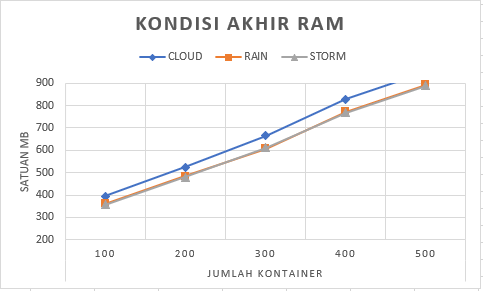 KONDISI AKHIR RAM
CLOUD RAIN STORM
SATUAN MB
900
800
700
600
500
400
300
200
100 200 300 400 500
JUMLAH KONTAINER